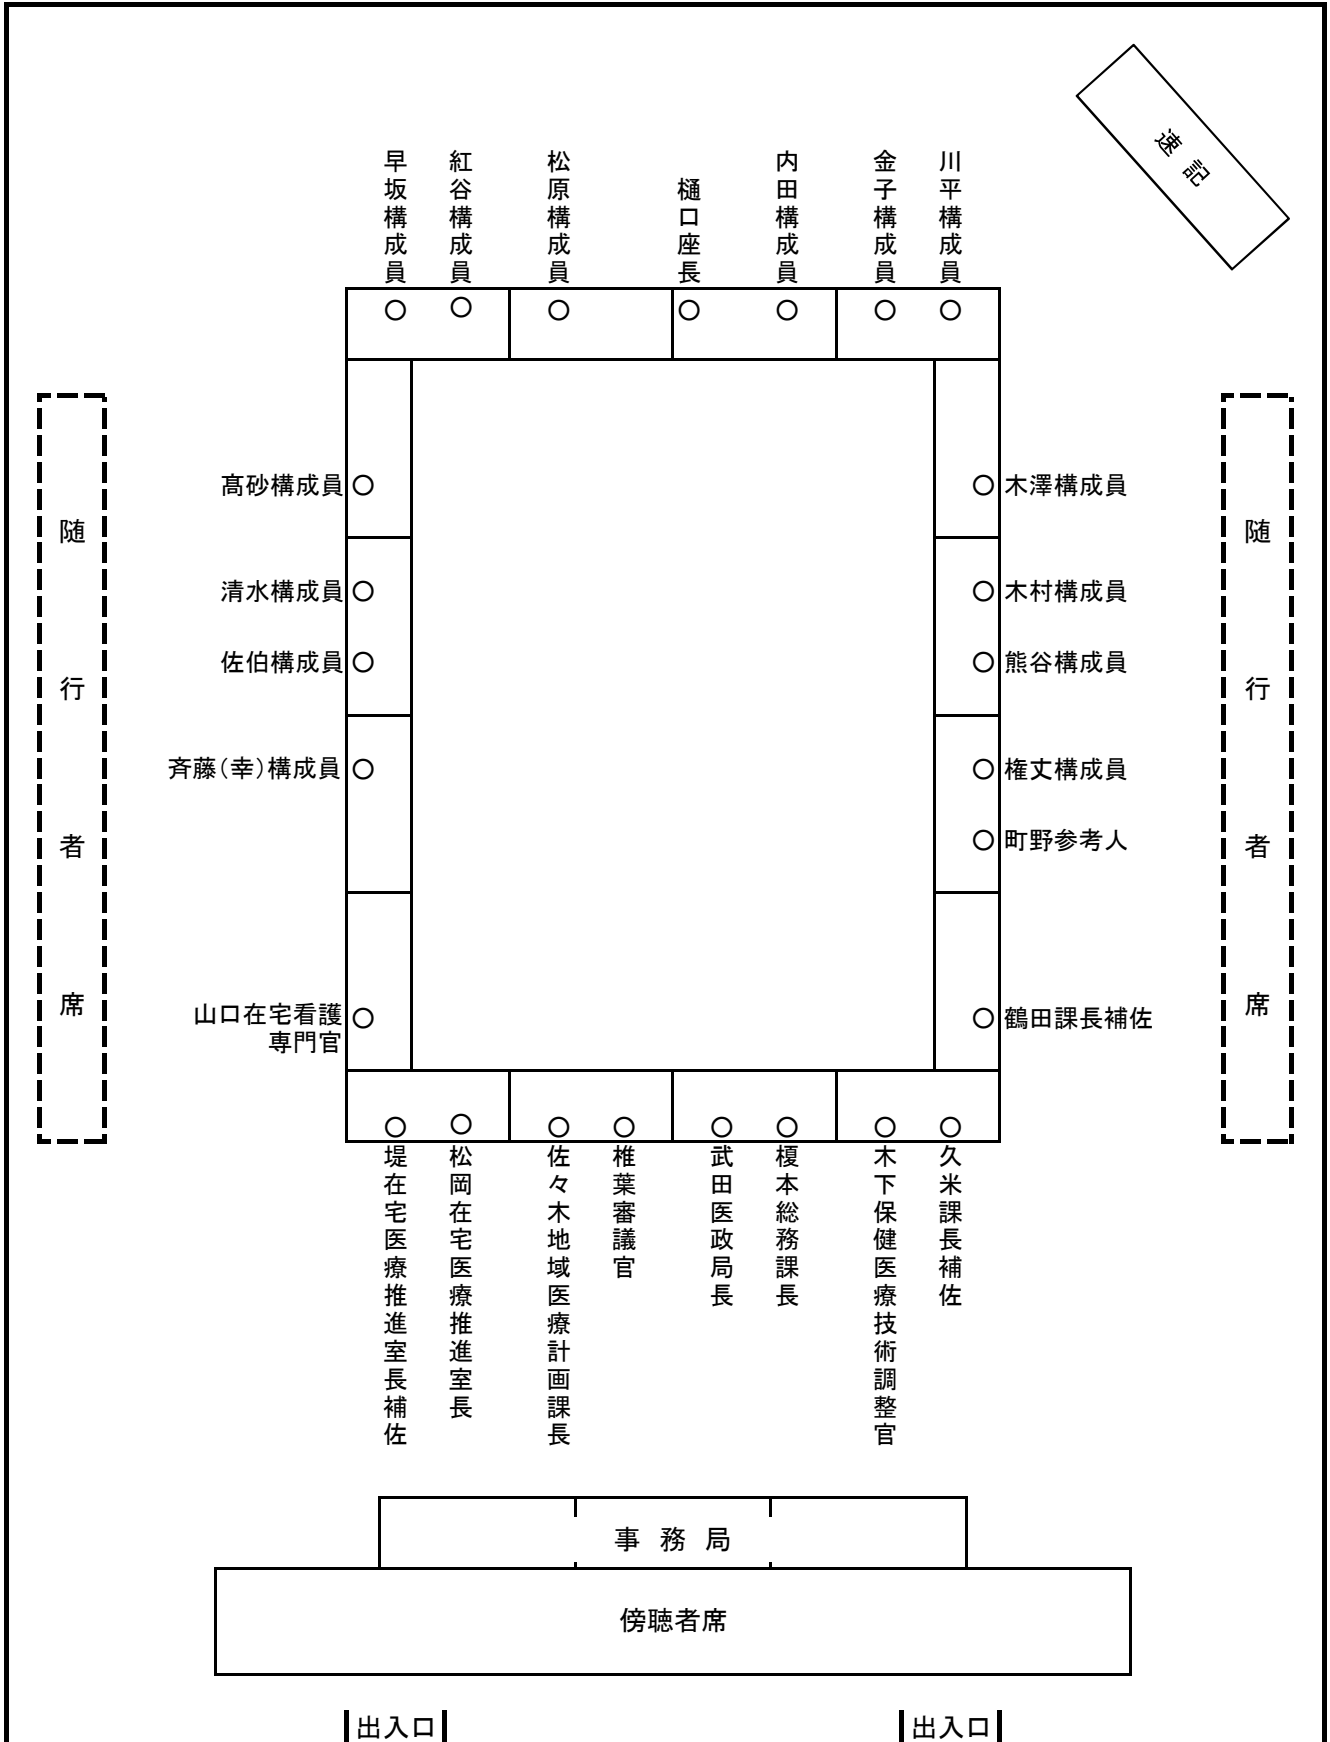 速記
早坂構成員
紅谷構成員
松原構成員
樋口座長
内田構成員
金子構成員
川平構成員
随行者席
髙砂構成員
清水構成員
佐伯構成員
斉藤(幸)構成員
山口在宅看護
専門官
木澤構成員
木村構成員
熊谷構成員
権丈構成員
町野参考人
鶴田課長補佐
随行者席
堤在宅医療推進室長補佐
松岡在宅医療推進室長
佐々木地域医療計画課長
椎葉審議官
武田医政局長
榎本総務課長
木下保健医療技術調整官
久米課長補佐
事務局
傍聴者席
出入口
出入口